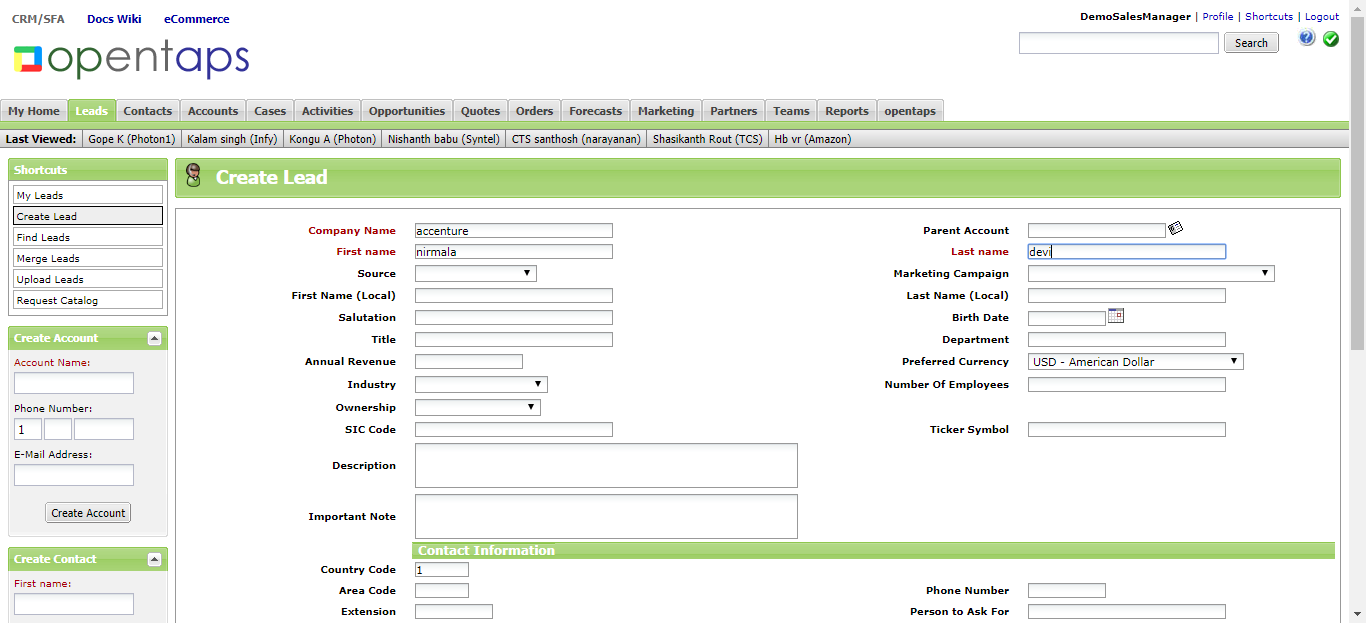 CRM/SFA Docs Wiki eCommerce
DemoSalesManager | Profile | Shortcuts | Logout
opentaps
Search
My Home Leads Contacts Accounts Cases Activities Opportunities Quotes Orders Forecasts Marketing Partners Teams Reports opentaps
Last Viewed: Gope K (Photon1) Kalam singh (Infy) Kongu A (Photon) Nishanth babu (Syntel) CTS santhosh (narayanan) Shasikanth Rout (TCS) Hb vr (Amazon)
Shortcuts
My Leads
Create Lead
Find Leads
Merge Leads
Upload Leads
Request Catalog
Create Account
Account Name:
Phone Number:
1
E-Mail Address:
Create Account
Create Contact
First name:
Create Lead
Company Name accenture Parent Account
First name nirmala Last name devi
Source Marketing Campaign
First Name (Local) Last Name (Local)
Salutation Birth Date
Title Department
Annual Revenue Preferred Currency USD - American Dollar
Industry Number Of Employees
Ownership
SIC Code Ticker Symbol
Description
Important Note
Contact Information
Country Code 1
Area Code Phone Number
Extension Person to Ask For